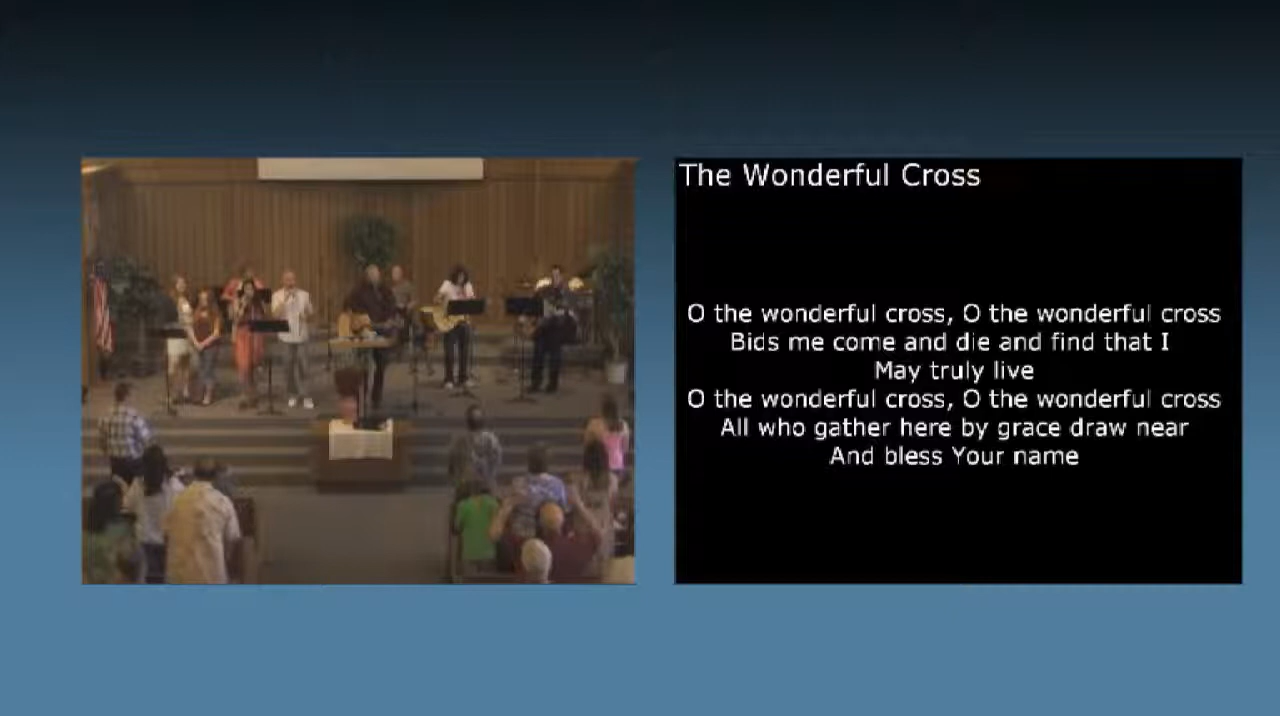 The Wonderful Cross
O the wonderful cross, O the wonderful cross
Bids me come and die and find that I
May truly live
O the wonderful cross, O the wonderful cross
All who gather here by grace draw near
And bless Your name